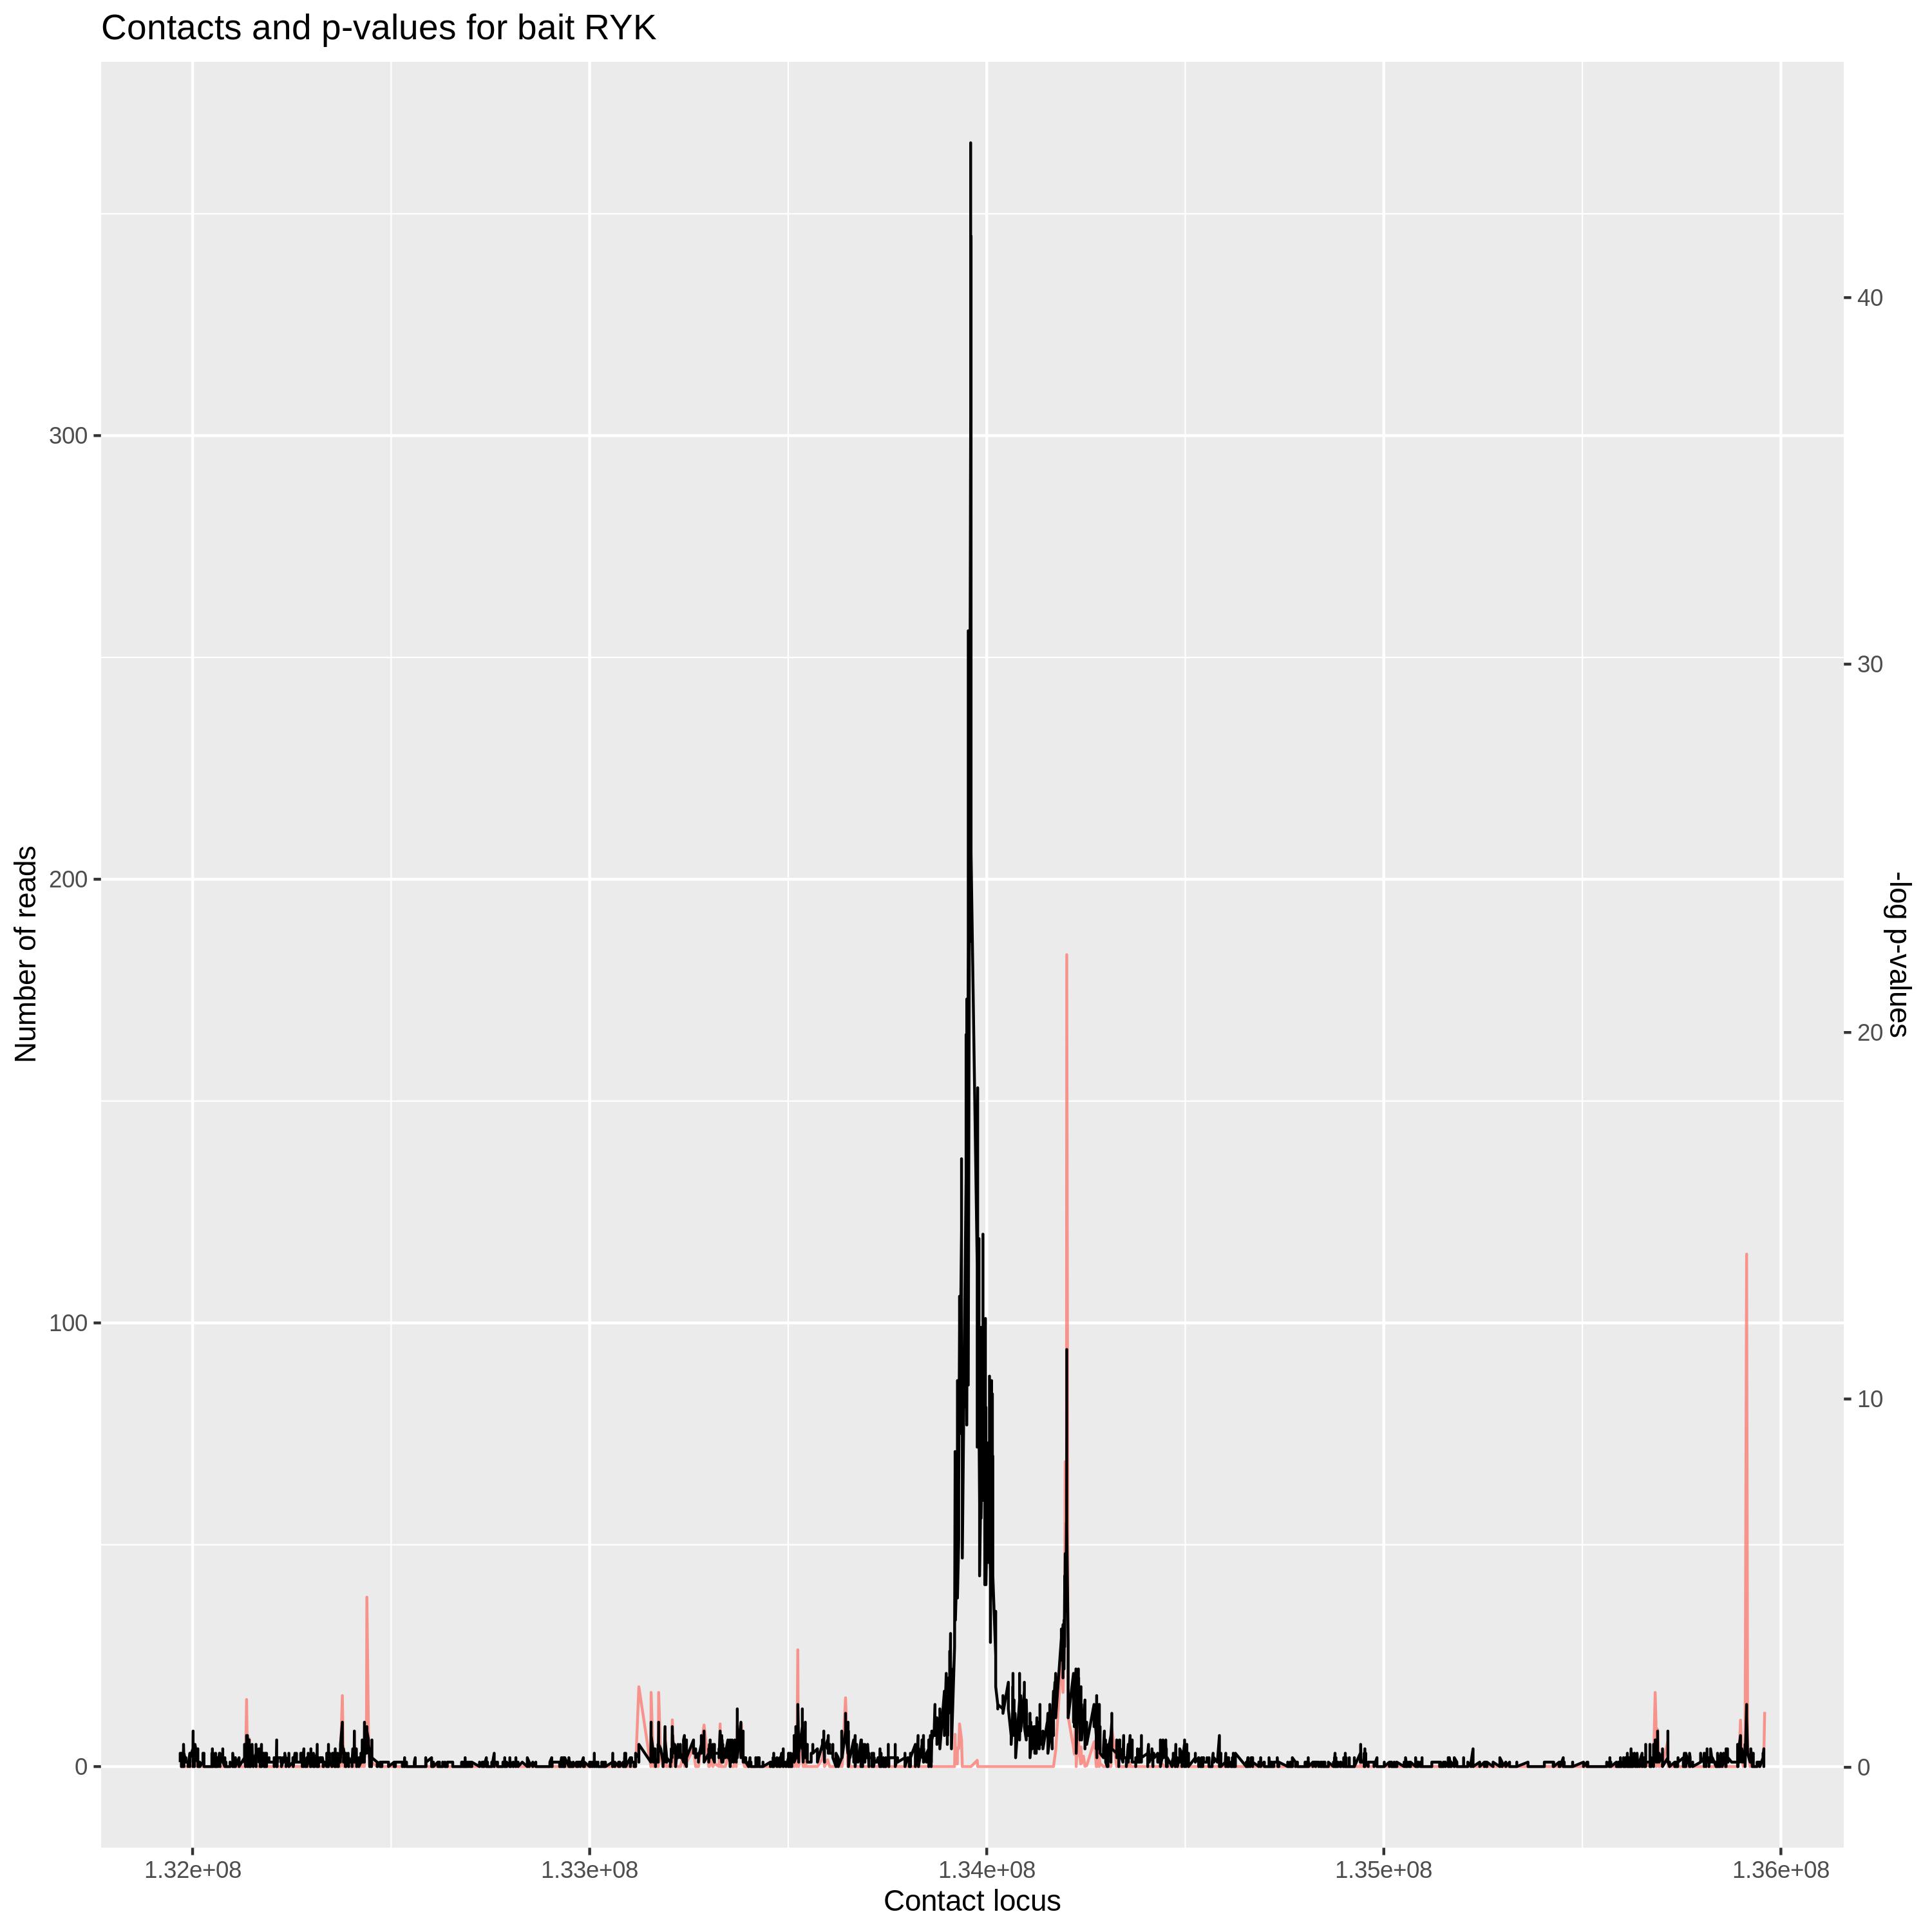 Contacts and p-values for bait RYK
Number of reads
300
200
100
0
40
30
20
10
0
-log p-values
1.32e+08
1.33e+08
1.34e+08
1.35e+08
1.36e+08
Contact locus